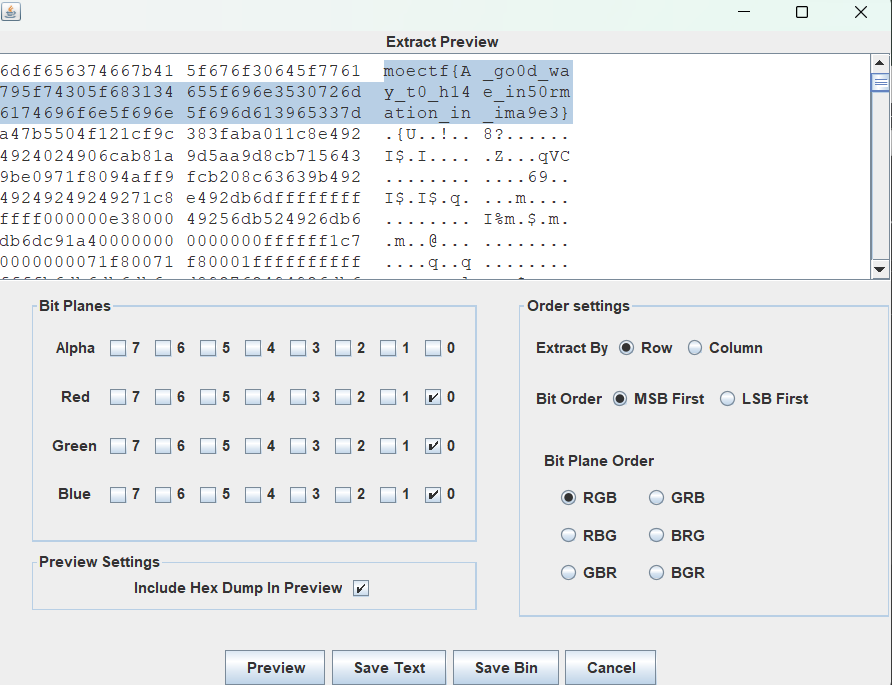 Extract Preview
6d6f656374667b41 5f676f30645f7761 moectf{A _go0d_wa
795f74305f683134 655f696e3530726d y_t0_h14 e_in50rm
6174696f6e5f696e 5f696d613965337d ation_in _ima9e3}
a47b5504f121cf9c 383faba011c8e492 .{U..!.. 8?......
4924024906cab81a 9d5aa9d8cb715643 I$.I.... .Z...qVC
9be0971f8094aff9 fcb208c63639b492 ........ ....69..
49249249249271c8 e492db6dffffffff I$.I$.q. ...m....
ffff000000e38000 49256db524926db6 ........ I%m.$.m.
db6dc91a40000000 0000000ffffff1c7 .m..@... ........
0000000071f80071 f80001ffffffffff ....q..q ........
Bit Planes
Alpha 7 6 5 4 3 2 1 0
Red 7 6 5 4 3 2 1 0
Green 7 6 5 4 3 2 1 0
Blue 7 6 5 4 3 2 1 0
Preview Settings
Include Hex Dump In Preview
Order settings
Extract By Row Column
Bit Order MSB First LSB First
Bit Plane Order
RGB GRB
RBG BRG
GBR BGR
Preview Save Text Save Bin Cancel